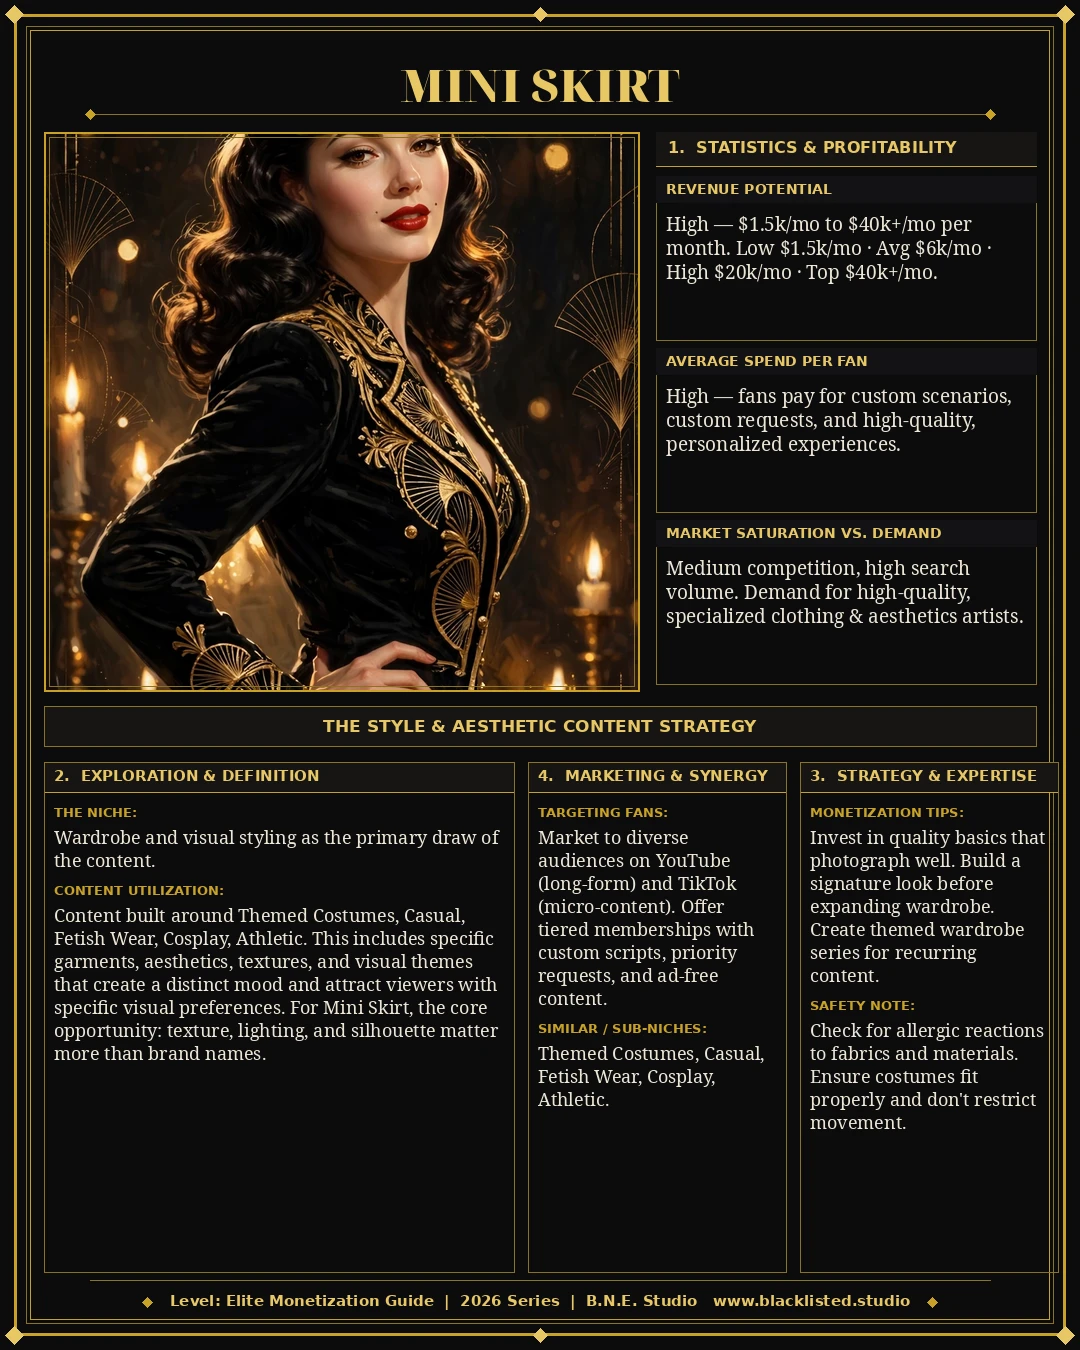 MINI SKIRT
1. STATISTICS & PROFITABILITY
REVENUE POTENTIAL
High — $1.5k/mo to $40k+/mo per
month. Low $1.5k/mo · Avg $6k/mo ·
High $20k/mo · Top $40k+/mo.
AVERAGE SPEND PER FAN
High — fans pay for custom scenarios,
custom requests, and high-quality,
personalized experiences.
MARKET SATURATION VS. DEMAND
Medium competition, high search
volume. Demand for high-quality,
specialized clothing & aesthetics artists.
THE STYLE & AESTHETIC CONTENT STRATEGY
2. EXPLORATION & DEFINITION
THE NICHE:
Wardrobe and visual styling as the primary draw of
the content.
CONTENT UTILIZATION:
Content built around Themed Costumes, Casual,
Fetish Wear, Cosplay, Athletic. This includes specific
garments, aesthetics, textures, and visual themes
that create a distinct mood and attract viewers with
specific visual preferences. For Mini Skirt, the core
opportunity: texture, lighting, and silhouette matter
more than brand names.
4. MARKETING & SYNERGY
TARGETING FANS:
Market to diverse
audiences on YouTube
(long-form) and TikTok
(micro-content). Offer
tiered memberships with
custom scripts, priority
requests, and ad-free
content.
SIMILAR / SUB-NICHES:
Themed Costumes, Casual,
Fetish Wear, Cosplay,
Athletic.
3. STRATEGY & EXPERTISE
MONETIZATION TIPS:
Invest in quality basics that
photograph well. Build a
signature look before
expanding wardrobe.
Create themed wardrobe
series for recurring
content.
SAFETY NOTE:
Check for allergic reactions
to fabrics and materials.
Ensure costumes fit
properly and don't restrict
movement.
Level: Elite Monetization Guide | 2026 Series | B.N.E. Studio www.blacklisted.studio